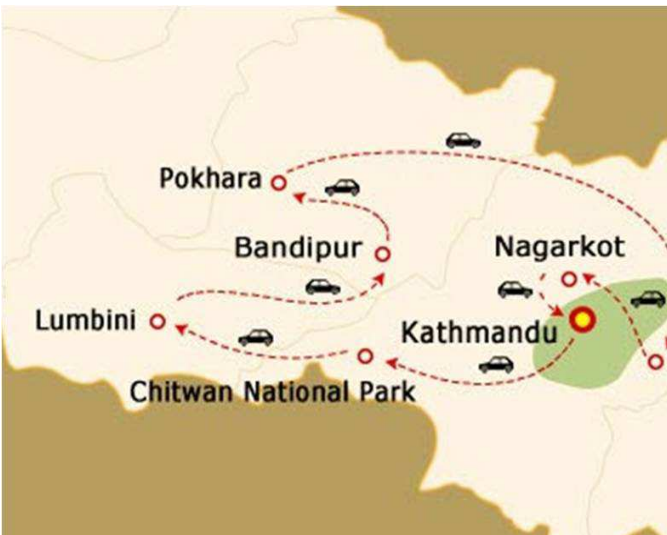 Pokhara
Bandipur
Nagarkot
Lumbini
Kathmandu
Chitwan National Park